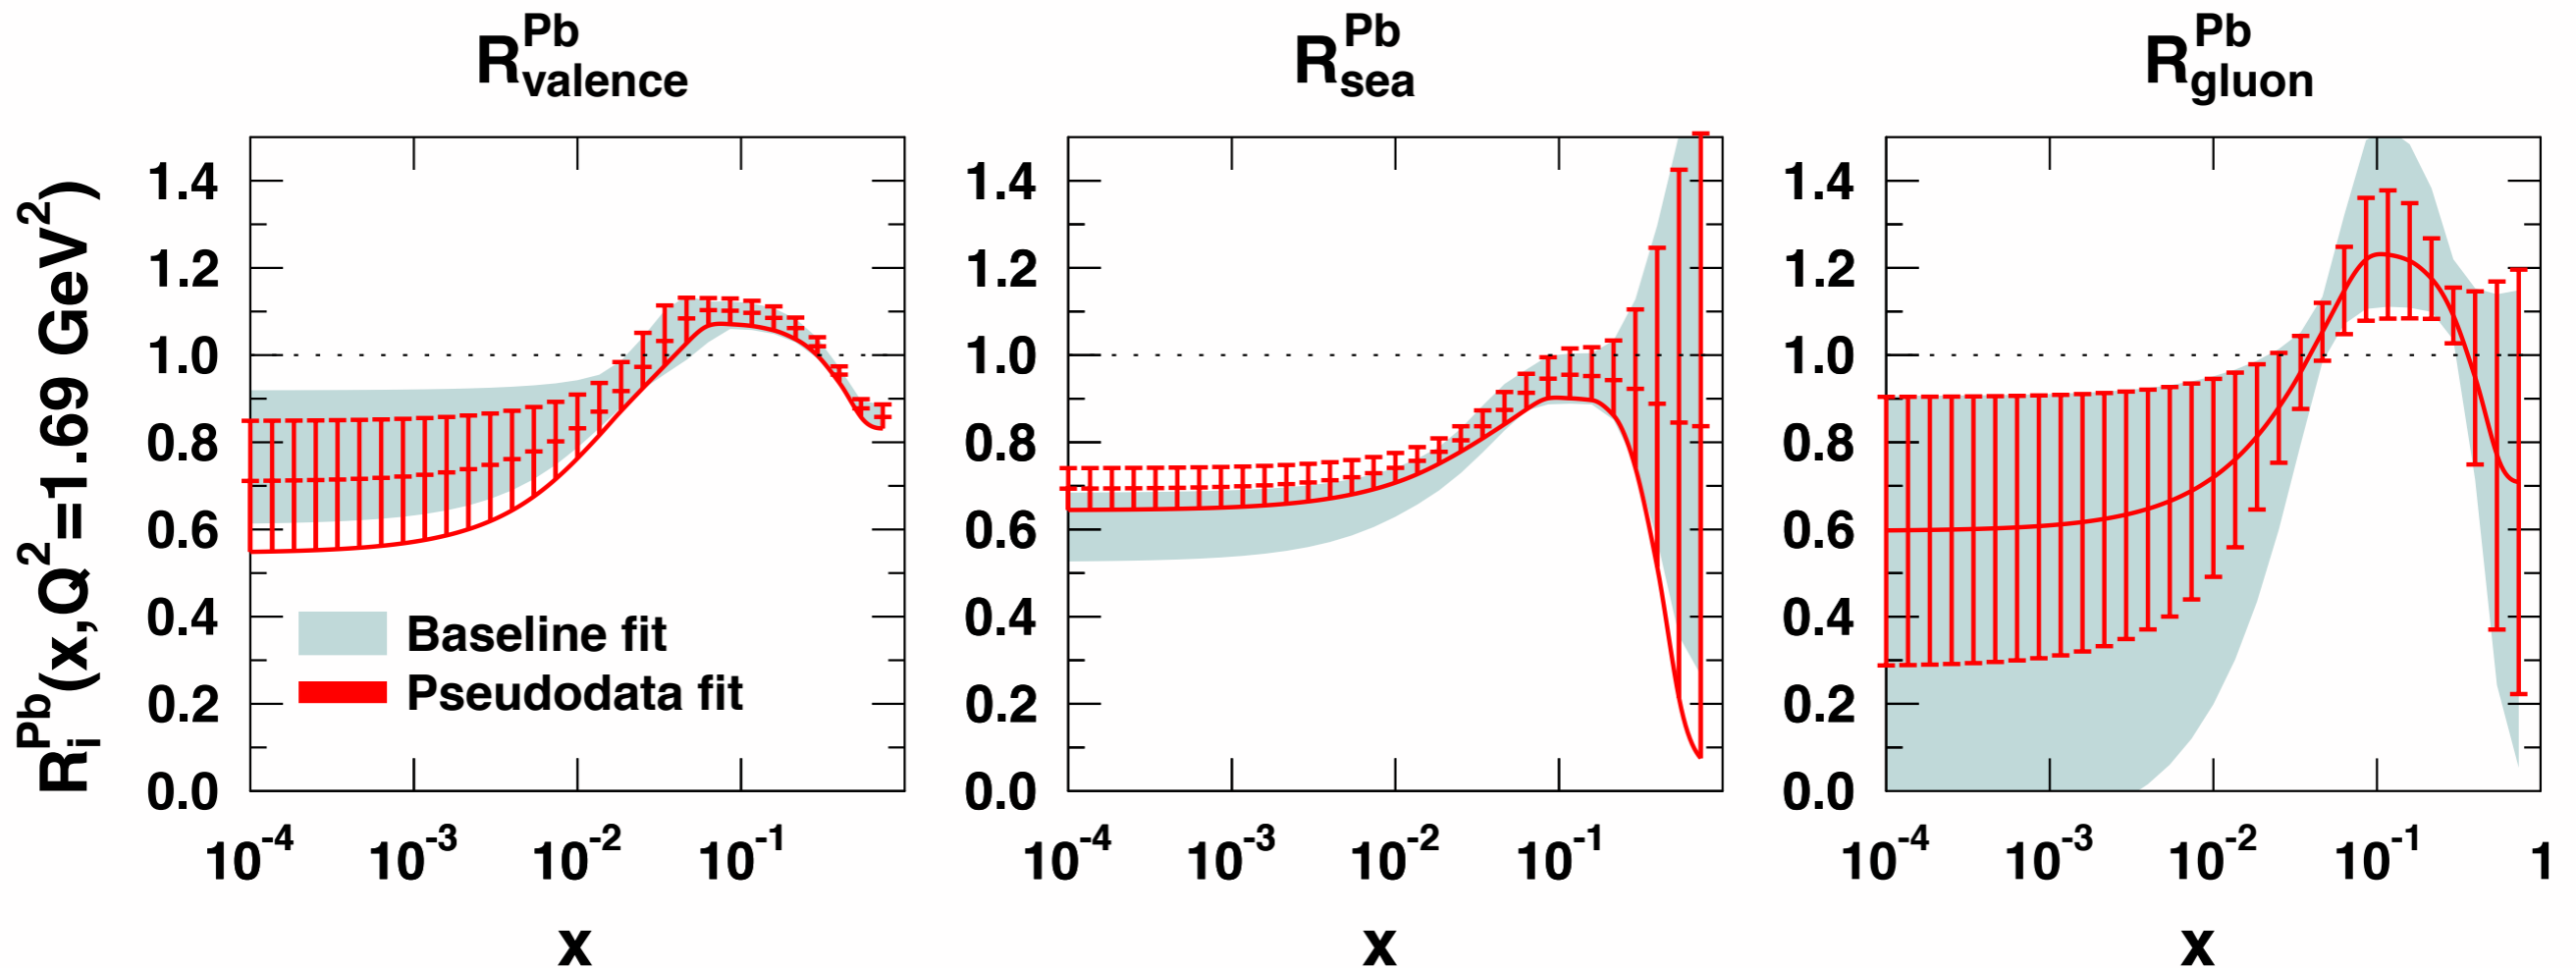 R^Pb_valence R^Pb_sea R^Pb_gluon
R_i^Pb(x,Q^2=1.69 GeV^2)
1.4 1.4 1.4
1.2 1.2 1.2
1.0 1.0 1.0
0.8 0.8 0.8
0.6 0.6 0.6
0.4 0.4 0.4
0.2 0.2 0.2
0.0 0.0 0.0
Baseline fit
Pseudodata fit
10^-4 10^-3 10^-2 10^-1 10^-4 10^-3 10^-2 10^-1 10^-4 10^-3 10^-2 10^-1 1
x x x